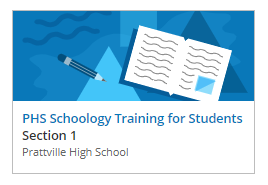 PHS Schoology Training for Students
Section 1
Prattville High School